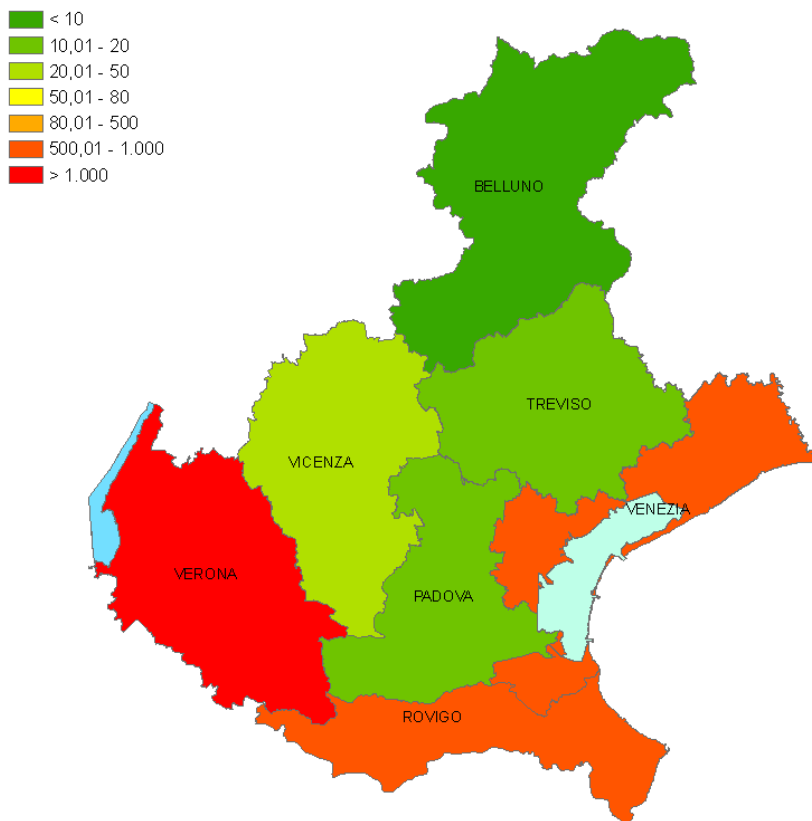 < 10
10,01 - 20
20,01 - 50
50,01 - 80
80,01 - 500
500,01 - 1.000
> 1.000
BELLUNO
TREVISO
VICENZA
VENEZIA
VERONA
PADOVA
ROVIGO